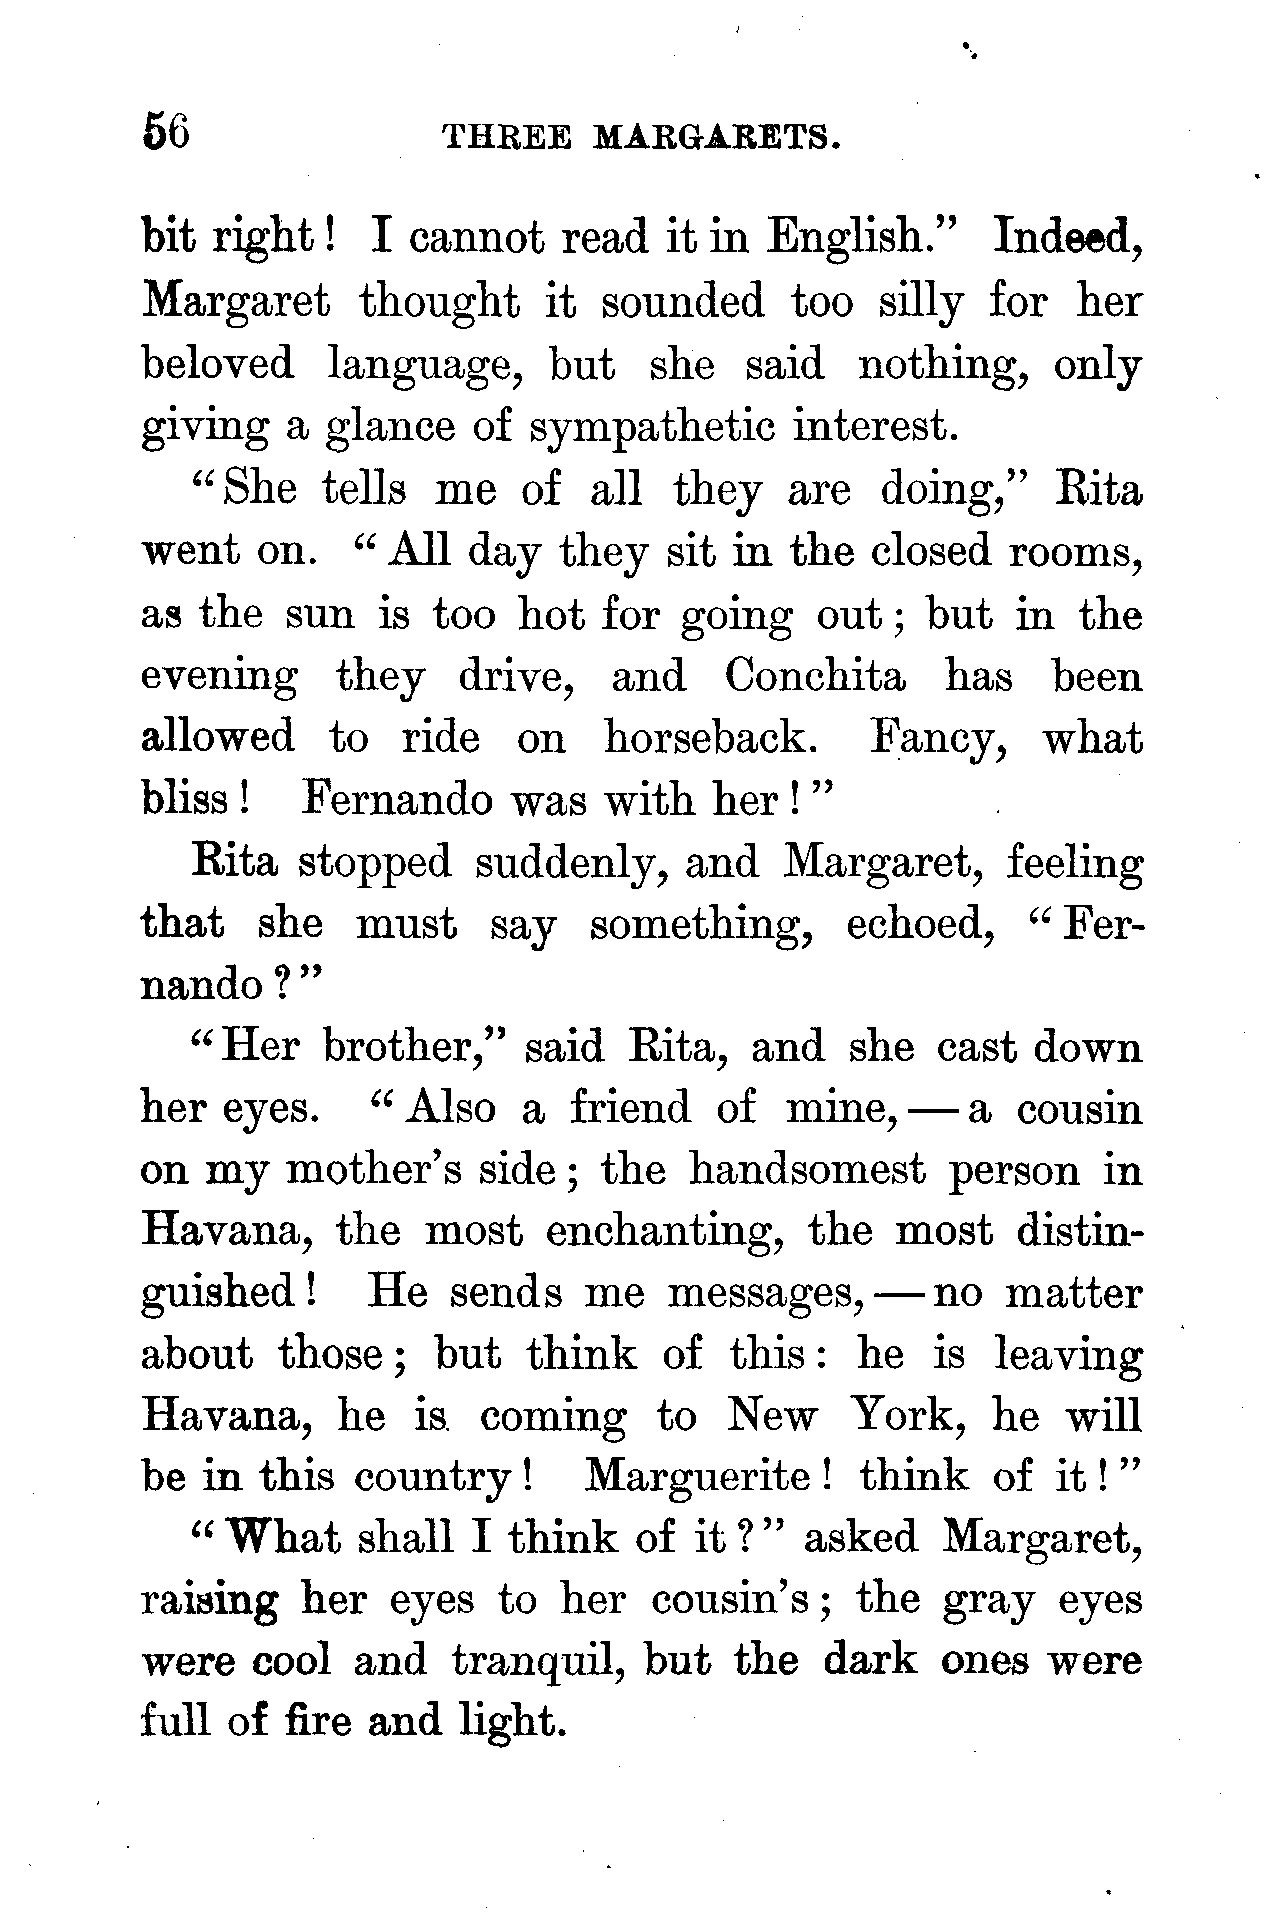 56 THREE MARGARETS.
bit right! I cannot read it in English.” Indeed,
Margaret thought it sounded too silly for her
beloved language, but she said nothing, only
giving a glance of sympathetic interest.
“She tells me of all they are doing,” Rita
went on. “All day they sit in the closed rooms,
as the sun is too hot for going out; but in the
evening they drive, and Conchita has been
allowed to ride on horseback. Fancy, what
bliss! Fernando was with her!”
Rita stopped suddenly, and Margaret, feeling
that she must say something, echoed, “Fer-
nando?”
“Her brother,” said Rita, and she cast down
her eyes. “Also a friend of mine,—a cousin
on my mother’s side; the handsomest person in
Havana, the most enchanting, the most distin-
guished! He sends me messages,—no matter
about those; but think of this: he is leaving
Havana, he is coming to New York, he will
be in this country! Marguerite! think of it!”
“What shall I think of it?” asked Margaret,
raising her eyes to her cousin’s; the gray eyes
were cool and tranquil, but the dark ones were
full of fire and light.